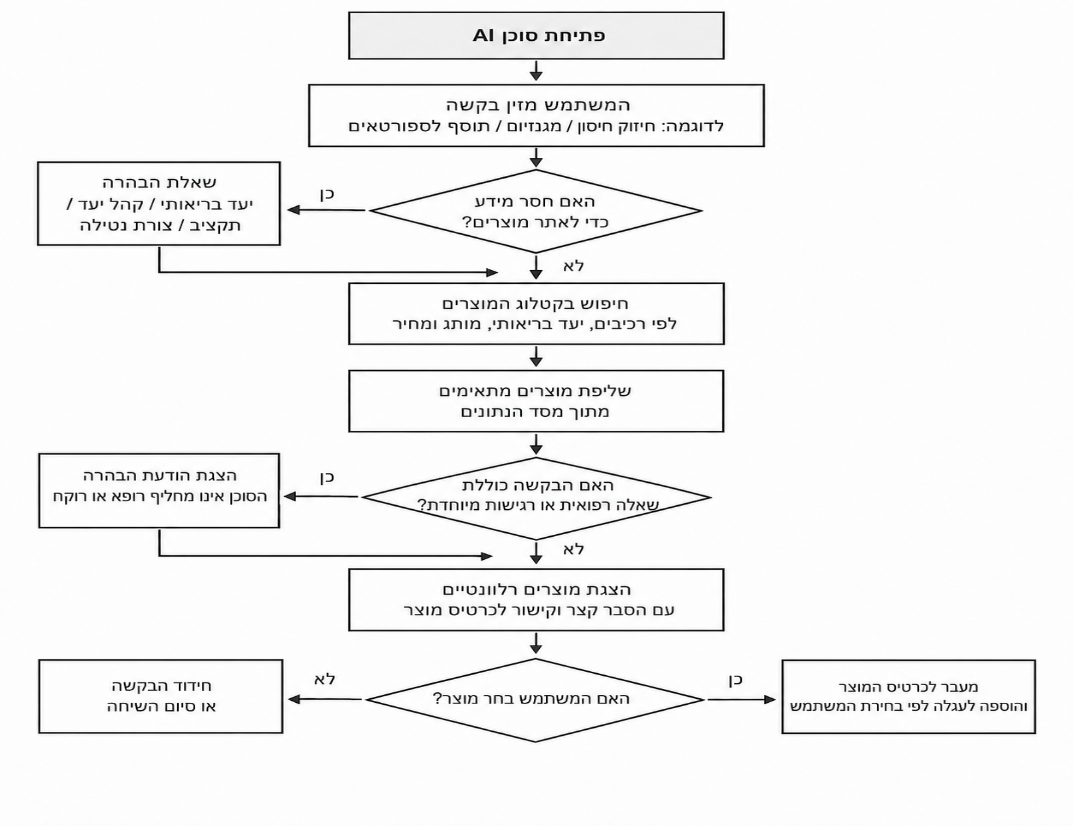 פתיחת סוכן AI
המשתמש מזין בקשה
לדוגמה: חיזוק חיסון / מגנזיום / תוסף לספורטאים
האם חסר מידע
כדי לאתר מוצרים?
כן
שאלת הבהרה
יעד בריאותי / קהל יעד /
תקציב / צורת נטילה
לא
חיפוש בקטלוג המוצרים
לפי רכיבים, יעד בריאותי, מותג ומחיר
שליפת מוצרים מתאימים
מתוך מסד הנתונים
האם הבקשה כוללת
שאלה רפואית או רגישות מיוחדת?
כן
הצגת הודעת הבהרה
הסוכן אינו מחליף רופא או רוקח
לא
הצגת מוצרים רלוונטיים
עם הסבר קצר וקישור לכרטיס מוצר
האם המשתמש בחר מוצר?
כן
מעבר לכרטיס המוצר
והוספה לעגלה לפי בחירת המשתמש
לא
חידוד הבקשה
או סיום השיחה